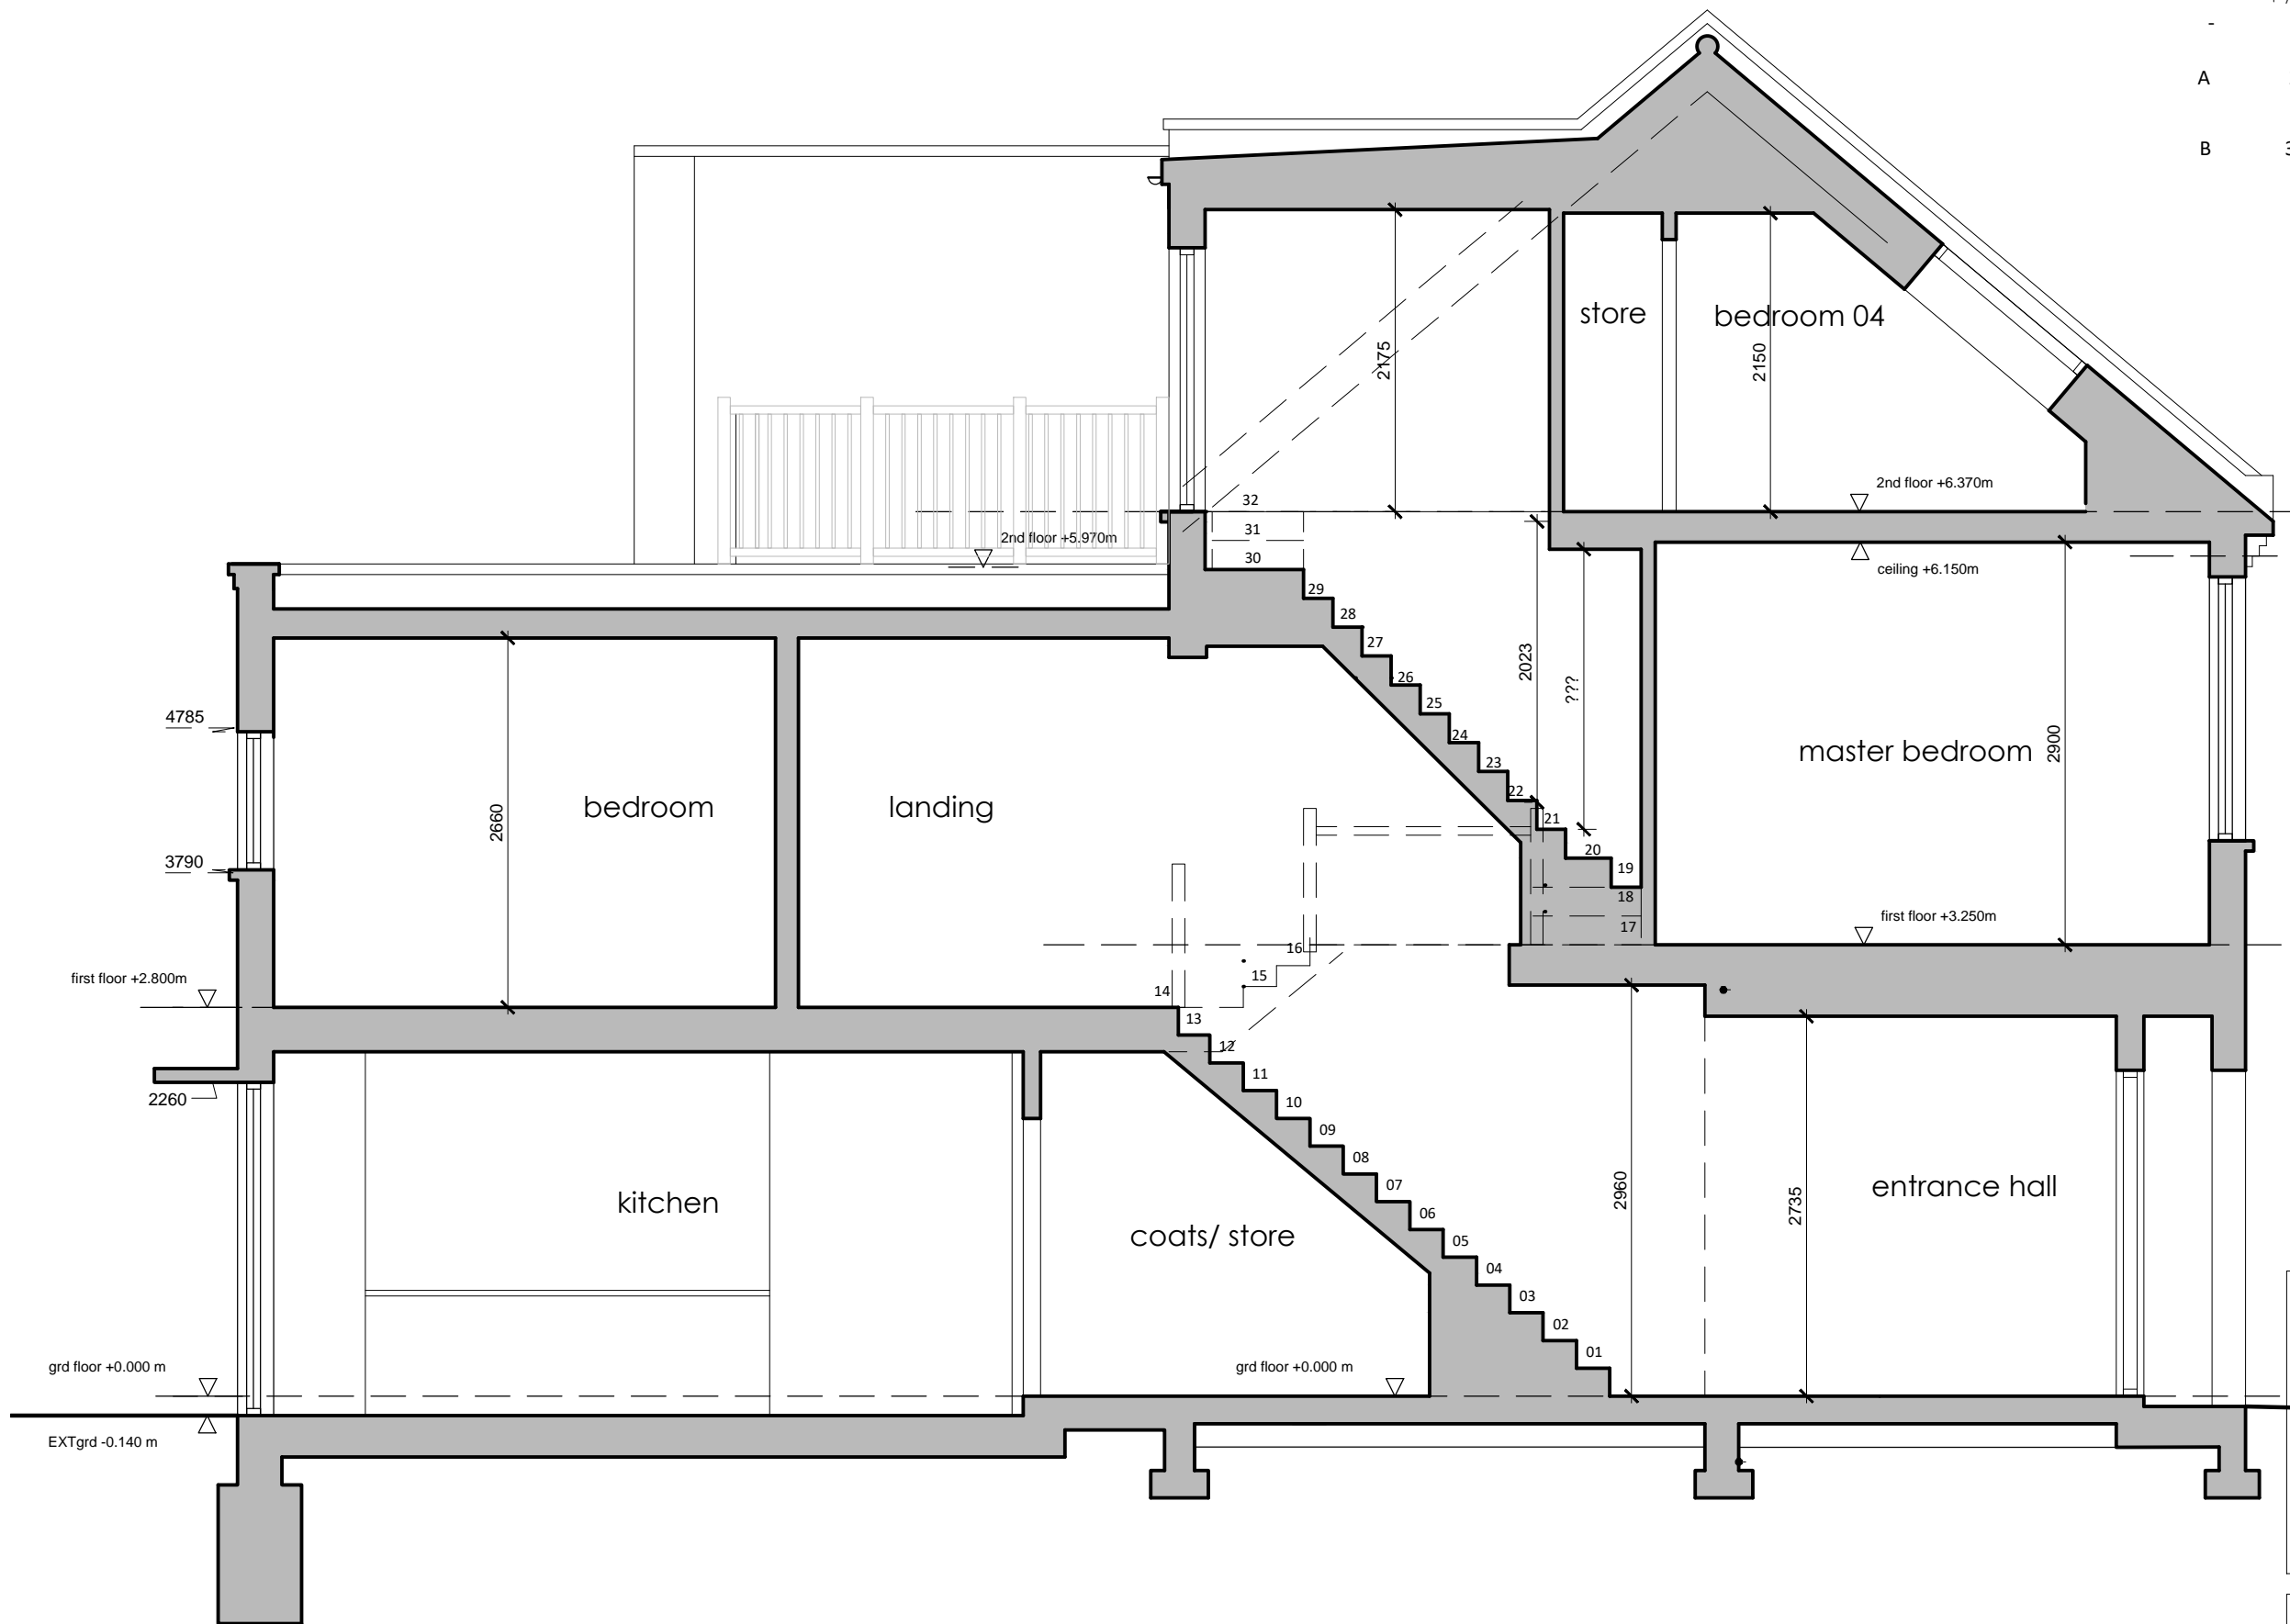 -
A
B 3
store
bedroom 04
2175
2150
32
2nd floor +6.370m
31
2nd floor +5.970m
30
ceiling +6.150m
29
28
27
2023
26
???
25
4785
24
master bedroom
2900
23
22
bedroom
landing
2660
21
20
3790
19
18
first floor +3.250m
17
16
15
first floor +2.800m
14
13
12
11
2260
10
09
08
07
2960
2735
entrance hall
kitchen
06
coats/ store
05
04
03
02
01
grd floor +0.000 m
grd floor +0.000 m
EXTgrd -0.140 m